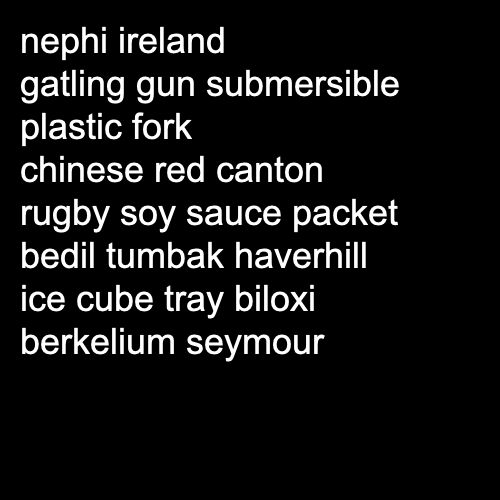 nephi ireland
gatling gun submersible
plastic fork
chinese red canton
rugby soy sauce packet
bedil tumbak haverhill
ice cube tray biloxi
berkelium seymour